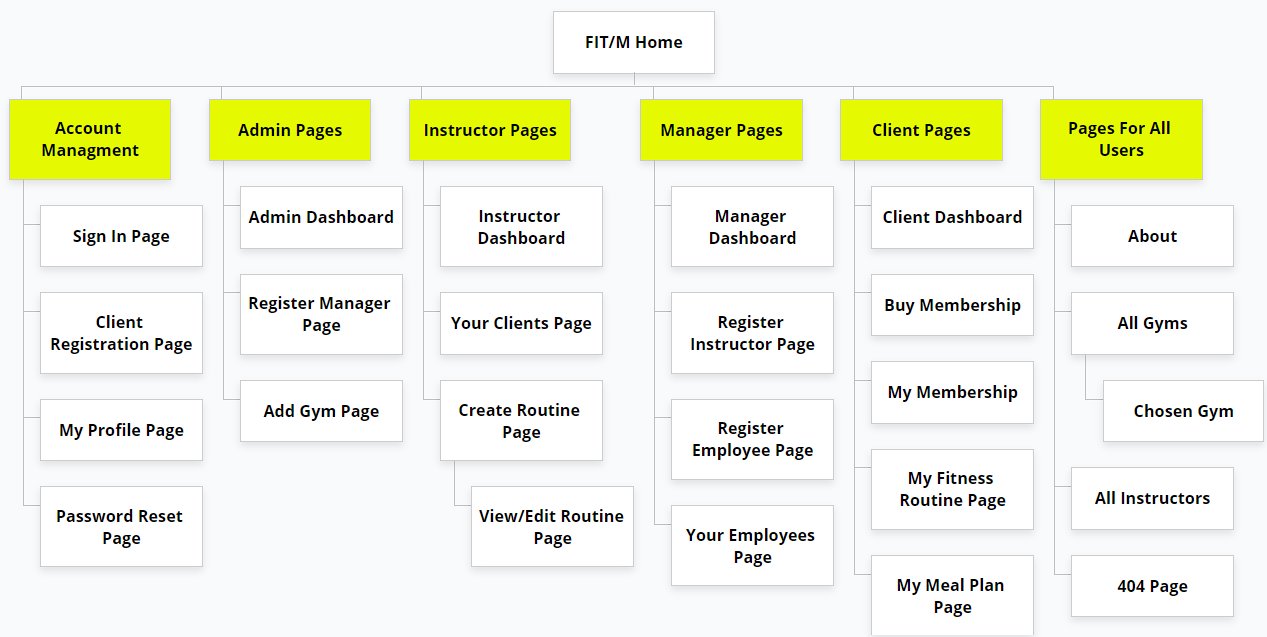 FIT/M Home
Account
Managment
Sign In Page
Client
Registration Page
My Profile Page
Password Reset
Page
Admin Pages
Admin Dashboard
Register Manager
Page
Add Gym Page
Instructor Pages
Instructor
Dashboard
Your Clients Page
Create Routine
Page
View/Edit Routine
Page
Manager Pages
Manager
Dashboard
Register
Instructor Page
Register
Employee Page
Your Employees
Page
Client Pages
Client Dashboard
Buy Membership
My Membership
My Fitness
Routine Page
My Meal Plan
Page
Pages For All
Users
About
All Gyms
Chosen Gym
All Instructors
404 Page